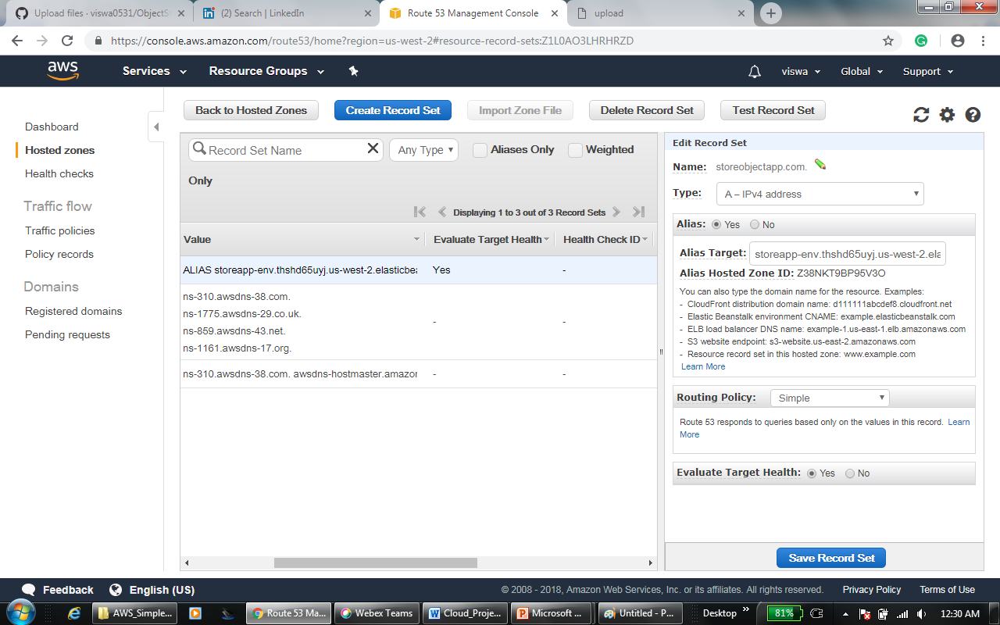 Upload files · viswa0531/ObjectSt
(2) Search | LinkedIn
Route 53 Management Console
upload
https://console.aws.amazon.com/route53/home?region=us-west-2#resource-record-sets:Z1L0AO3LHRHRZD
aws
Services
Resource Groups
viswa
Global
Support
Dashboard
Hosted zones
Health checks
Traffic flow
Traffic policies
Policy records
Domains
Registered domains
Pending requests
Back to Hosted Zones
Create Record Set
Import Zone File
Delete Record Set
Test Record Set
Record Set Name
Any Type
Aliases Only
Weighted
Only
Displaying 1 to 3 out of 3 Record Sets
Value
Evaluate Target Health
Health Check ID
ALIAS storeapp-env.thshd65uyj.us-west-2.elasticbea
Yes
-
ns-310.awsdns-38.com.
ns-1775.awsdns-29.co.uk.
ns-859.awsdns-43.net.
ns-1161.awsdns-17.org.
-
-
ns-310.awsdns-38.com. awsdns-hostmaster.amazor
-
-
Edit Record Set
Name: storeobjectapp.com.
Type: A – IPv4 address
Alias: Yes No
Alias Target: storeapp-env.thshd65uyj.us-west-2.ela
Alias Hosted Zone ID: Z38NKT9BP95V3O
You can also type the domain name for the resource. Examples:
- CloudFront distribution domain name: d111111abcdef8.cloudfront.net
- Elastic Beanstalk environment CNAME: example.elasticbeanstalk.com
- ELB load balancer DNS name: example-1.us-east-1.elb.amazonaws.com
- S3 website endpoint: s3-website.us-east-2.amazonaws.com
- Resource record set in this hosted zone: www.example.com
Learn More
Routing Policy: Simple
Route 53 responds to queries based only on the values in this record. Learn
More
Evaluate Target Health: Yes No
Save Record Set
Feedback
English (US)
© 2008 - 2018, Amazon Web Services, Inc. or its affiliates. All rights reserved.
Privacy Policy
Terms of Use
AWS_Simple...
Route 53 Ma...
Webex Teams
Cloud_Proje...
Microsoft ...
Untitled - P...
Desktop
81%
12:30 AM